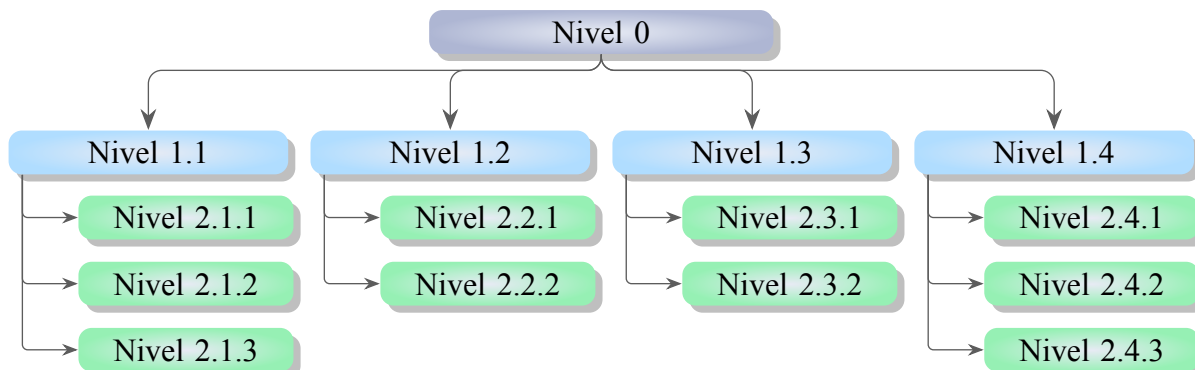 Nivel 0
Nivel 1.1
Nivel 1.2
Nivel 1.3
Nivel 1.4
Nivel 2.1.1
Nivel 2.2.1
Nivel 2.3.1
Nivel 2.4.1
Nivel 2.1.2
Nivel 2.2.2
Nivel 2.3.2
Nivel 2.4.2
Nivel 2.1.3
Nivel 2.4.3